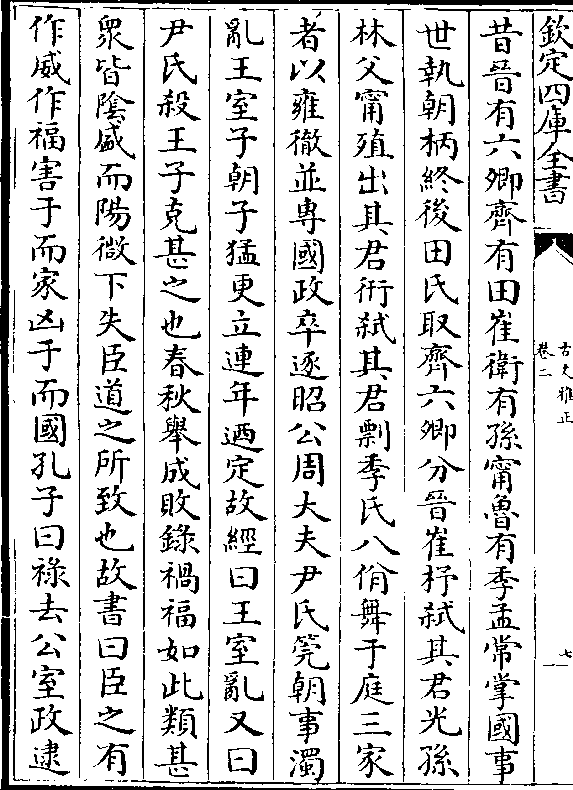 欽定四庫全書
古文雅正
卷二
七
昔晉有六卿齊有田崔衛有孫甯魯有季孟常掌國事
世執朝柄終後田氏取齊六卿分晉崔杼弒其君光孫
林父甯殖出其君衎弒其君剽季氏八佾舞于庭三家
者以雍徹並專國政卒逐昭公周大夫尹氏筦朝事濁
亂王室子朝子猛更立連年廼定故經曰王室亂又曰
尹氏殺王子克甚之也春秋舉成敗錄禍福如此類甚
衆皆陰盛而陽微下失臣道之所致也故書曰臣之有
作威作福害于而家凶于而國孔子曰祿去公室政逮